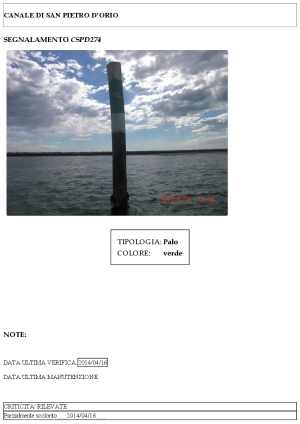 CANALE DI SAN PIETRO D'ORIO
SEGNALAMENTO CSPD274
TIPOLOGIA: Palo
COLORE: verde
NOTE:
DATA ULTIMA VERIFICA 2014/04/16
DATA ULTIMA MANUTENZIONE
CRITICITA' RILEVATE
Parzialmente scolorito 2014/04/16